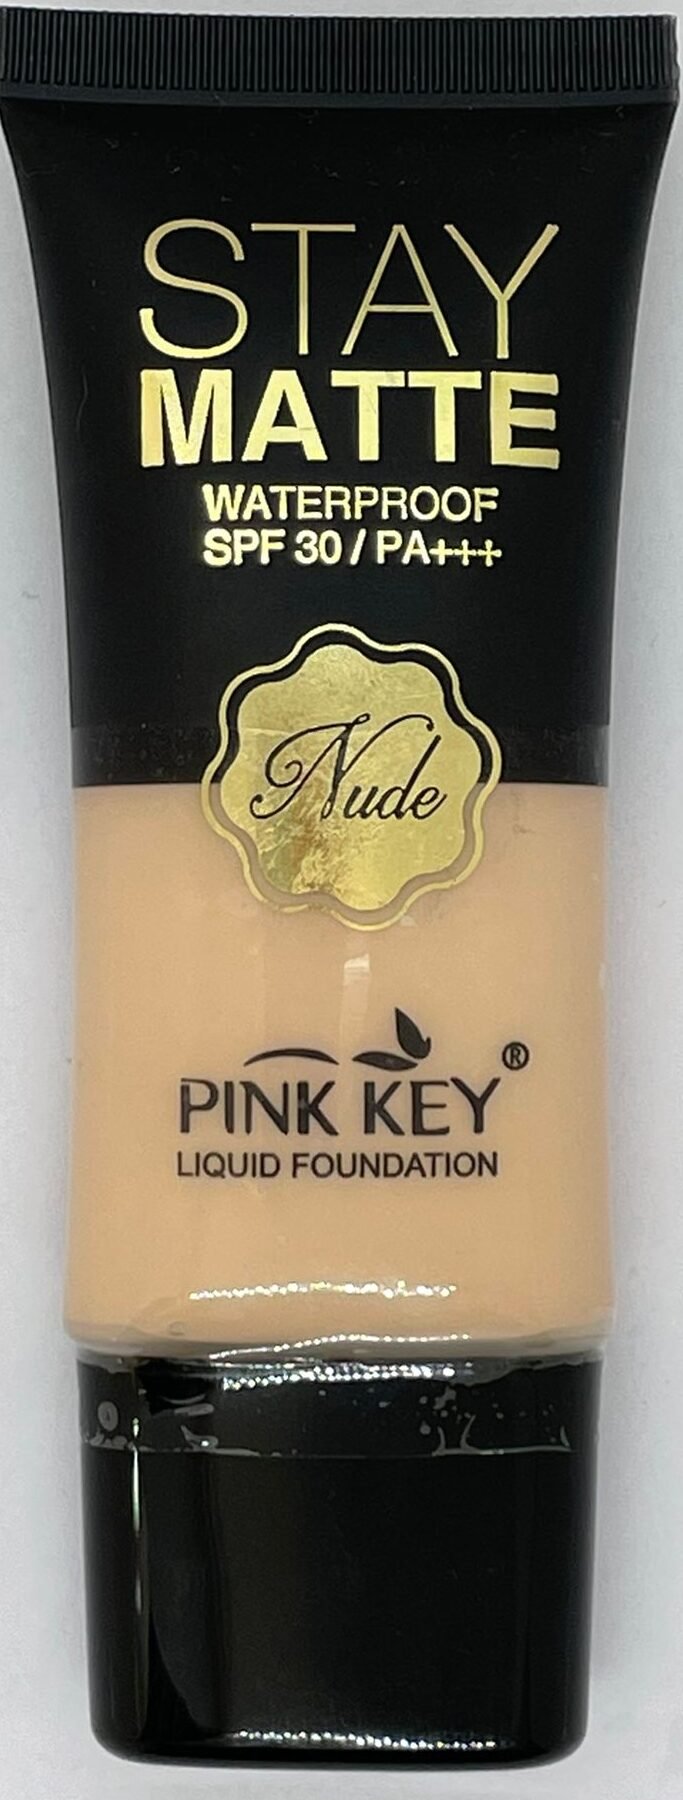 STAY
MATTE
WATERPROOF
SPF 30 / PA+++
Nude
PINK KEY®
LIQUID FOUNDATION